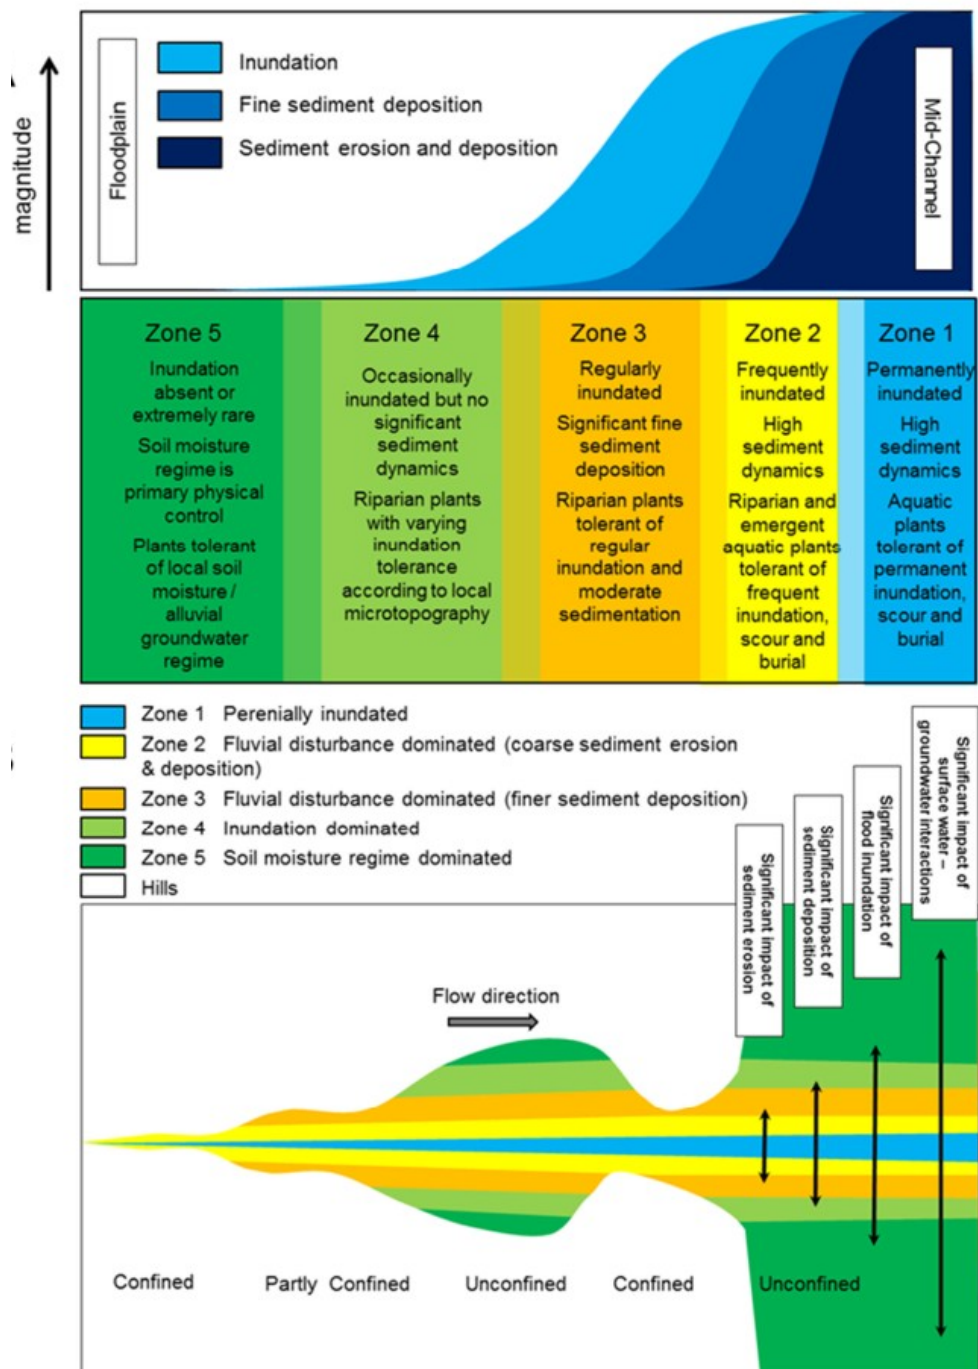 magnitude
Floodplain
Inundation
Fine sediment deposition
Sediment erosion and deposition
Mid-Channel
Zone 5
Inundation
absent or
extremely rare
Soil moisture
regime is
primary physical
control
Plants tolerant
of local soil
moisture /
alluvial
groundwater
regime
Zone 4
Occasionally
inundated but no
significant
sediment
dynamics
Riparian plants
with varying
inundation
tolerance
according to local
microtopography
Zone 3
Regularly
inundated
Significant fine
sediment
deposition
Riparian plants
tolerant of
regular
inundation and
moderate
sedimentation
Zone 2
Frequently
inundated
High
sediment
dynamics
Riparian and
emergent
aquatic plants
tolerant of
frequent
inundation,
scour and
burial
Zone 1
Permanently
inundated
High
sediment
dynamics
Aquatic
plants
tolerant of
permanent
inundation,
scour and
burial
Zone 1 Perenially inundated
Zone 2 Fluvial disturbance dominated (coarse sediment erosion
& deposition)
Zone 3 Fluvial disturbance dominated (finer sediment deposition)
Zone 4 Inundation dominated
Zone 5 Soil moisture regime dominated
Hills
Significant impact of
sediment erosion
Significant impact of
sediment deposition
Significant impact of
flood inundation
Significant impact of
surface water –
groundwater interactions
Flow direction
Confined
Partly Confined
Unconfined
Confined
Unconfined